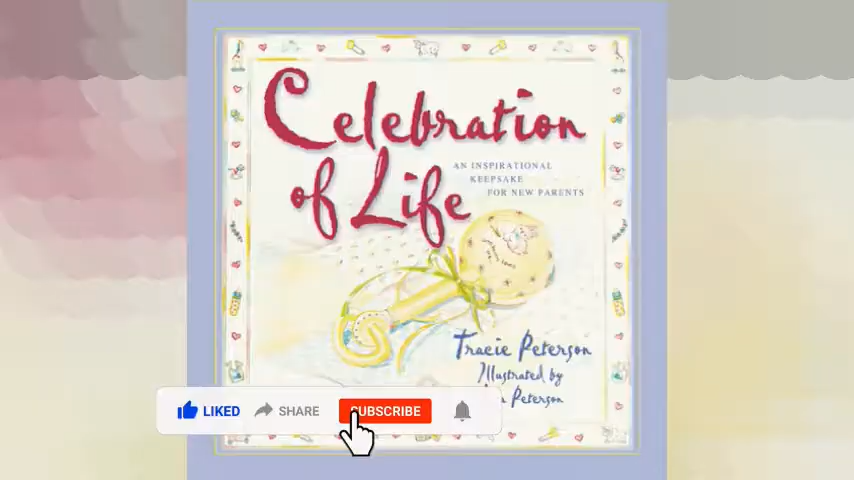 Celebration
of Life
AN INSPIRATIONAL
KEEPSAKE
FOR NEW PARENTS
Tracie Peterson
Illustrated by
Peterson
LIKED
SHARE
SUBSCRIBE